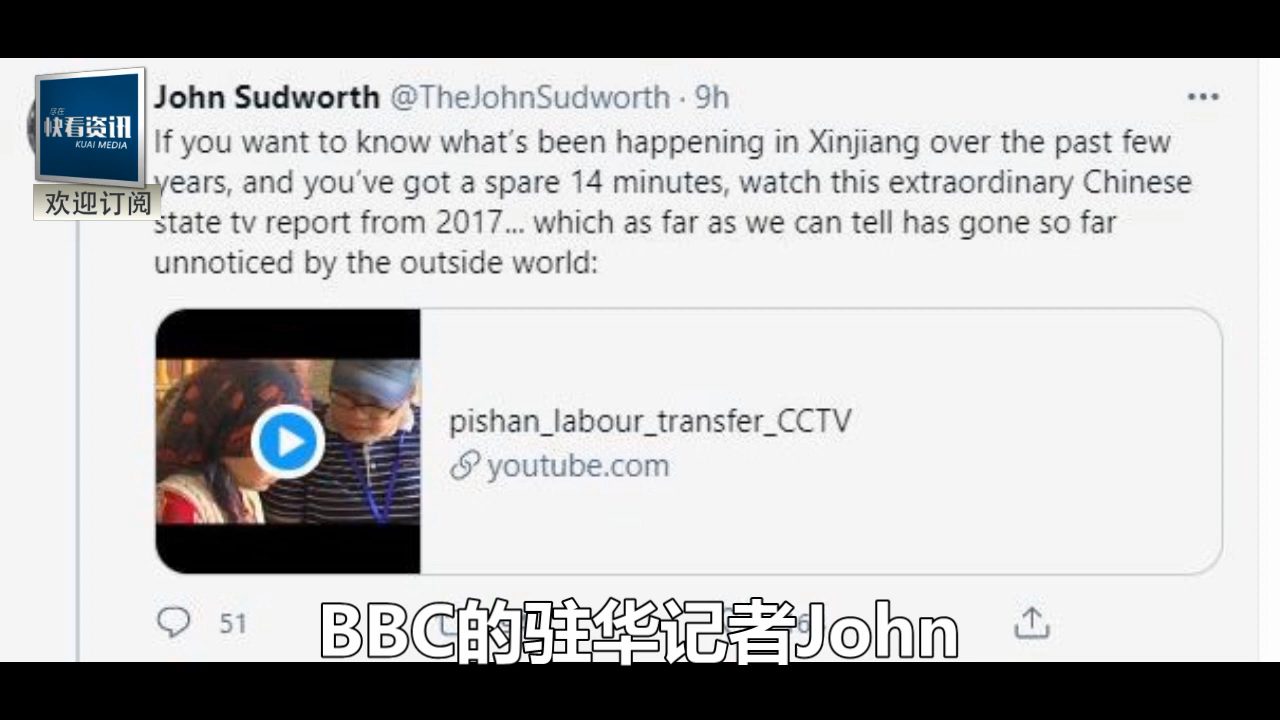 尽在
快看资讯
KUAI MEDIA
欢迎订阅
John Sudworth @TheJohnSudworth · 9h
If you want to know what's been happening in Xinjiang over the past few
years, and you've got a spare 14 minutes, watch this extraordinary Chinese
state tv report from 2017... which as far as we can tell has gone so far
unnoticed by the outside world:
pishan_labour_transfer_CCTV
youtube.com
51
BBC的驻华记者John